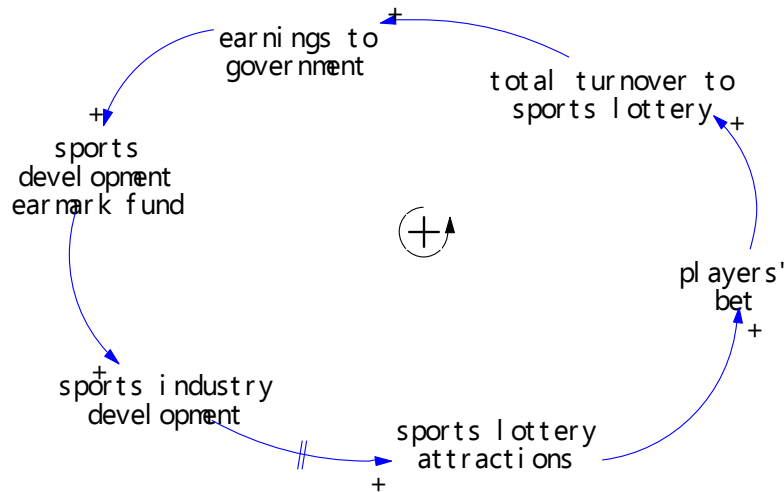 +
earnings to
government
total turnover to
sports lottery
+
+
sports
development
earmark fund
+
players'
bet
+
+
sports industry
development
sports lottery
attractions
+